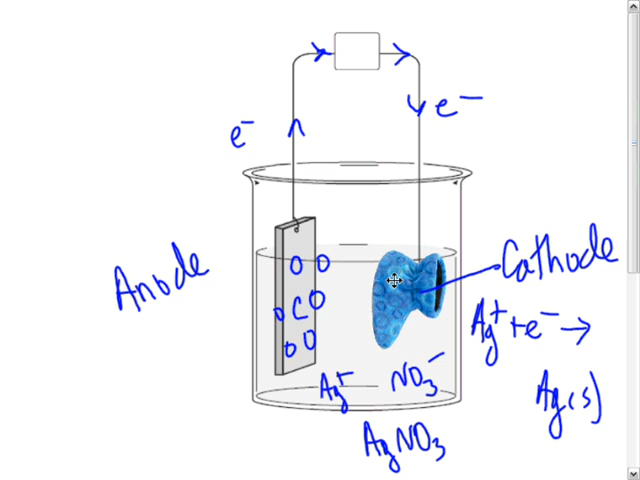 e⁻
e⁻
Anode
Cathode
Ag⁺ + e⁻ →
Ag(s)
Ag⁺
NO₃⁻
AgNO₃